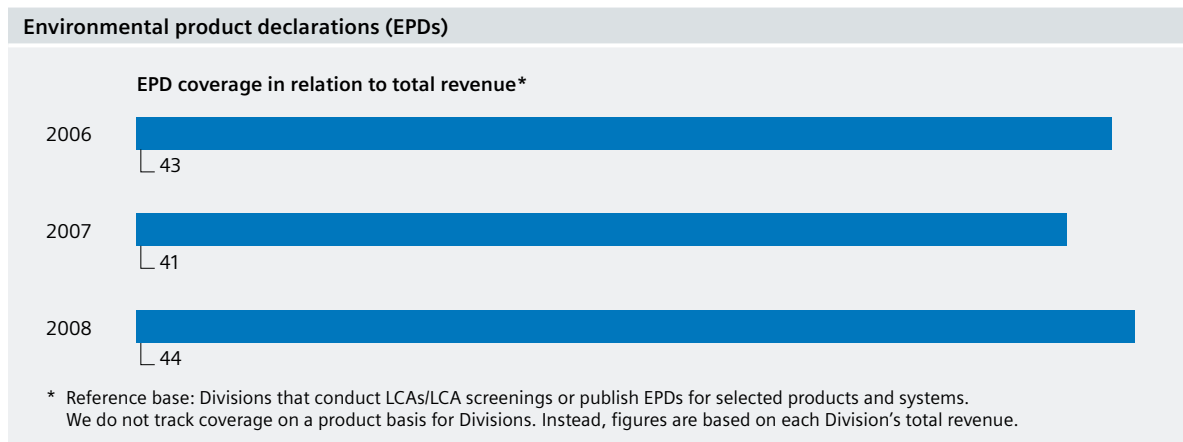 Environmental product declarations (EPDs)
EPD coverage in relation to total revenue*
2006
43
2007
41
2008
44
* Reference base: Divisions that conduct LCAs/LCA screenings or publish EPDs for selected products and systems.
We do not track coverage on a product basis for Divisions. Instead, figures are based on each Division’s total revenue.